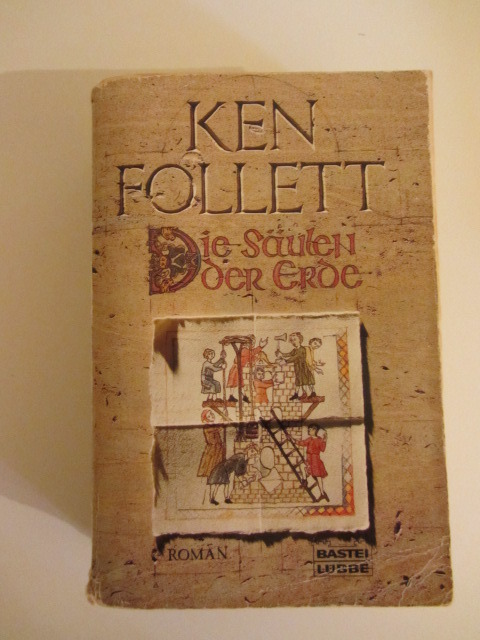 KEN
FOLLETT
Die Säulen
der Erde
ROMAN
BASTEI
LÜBBE